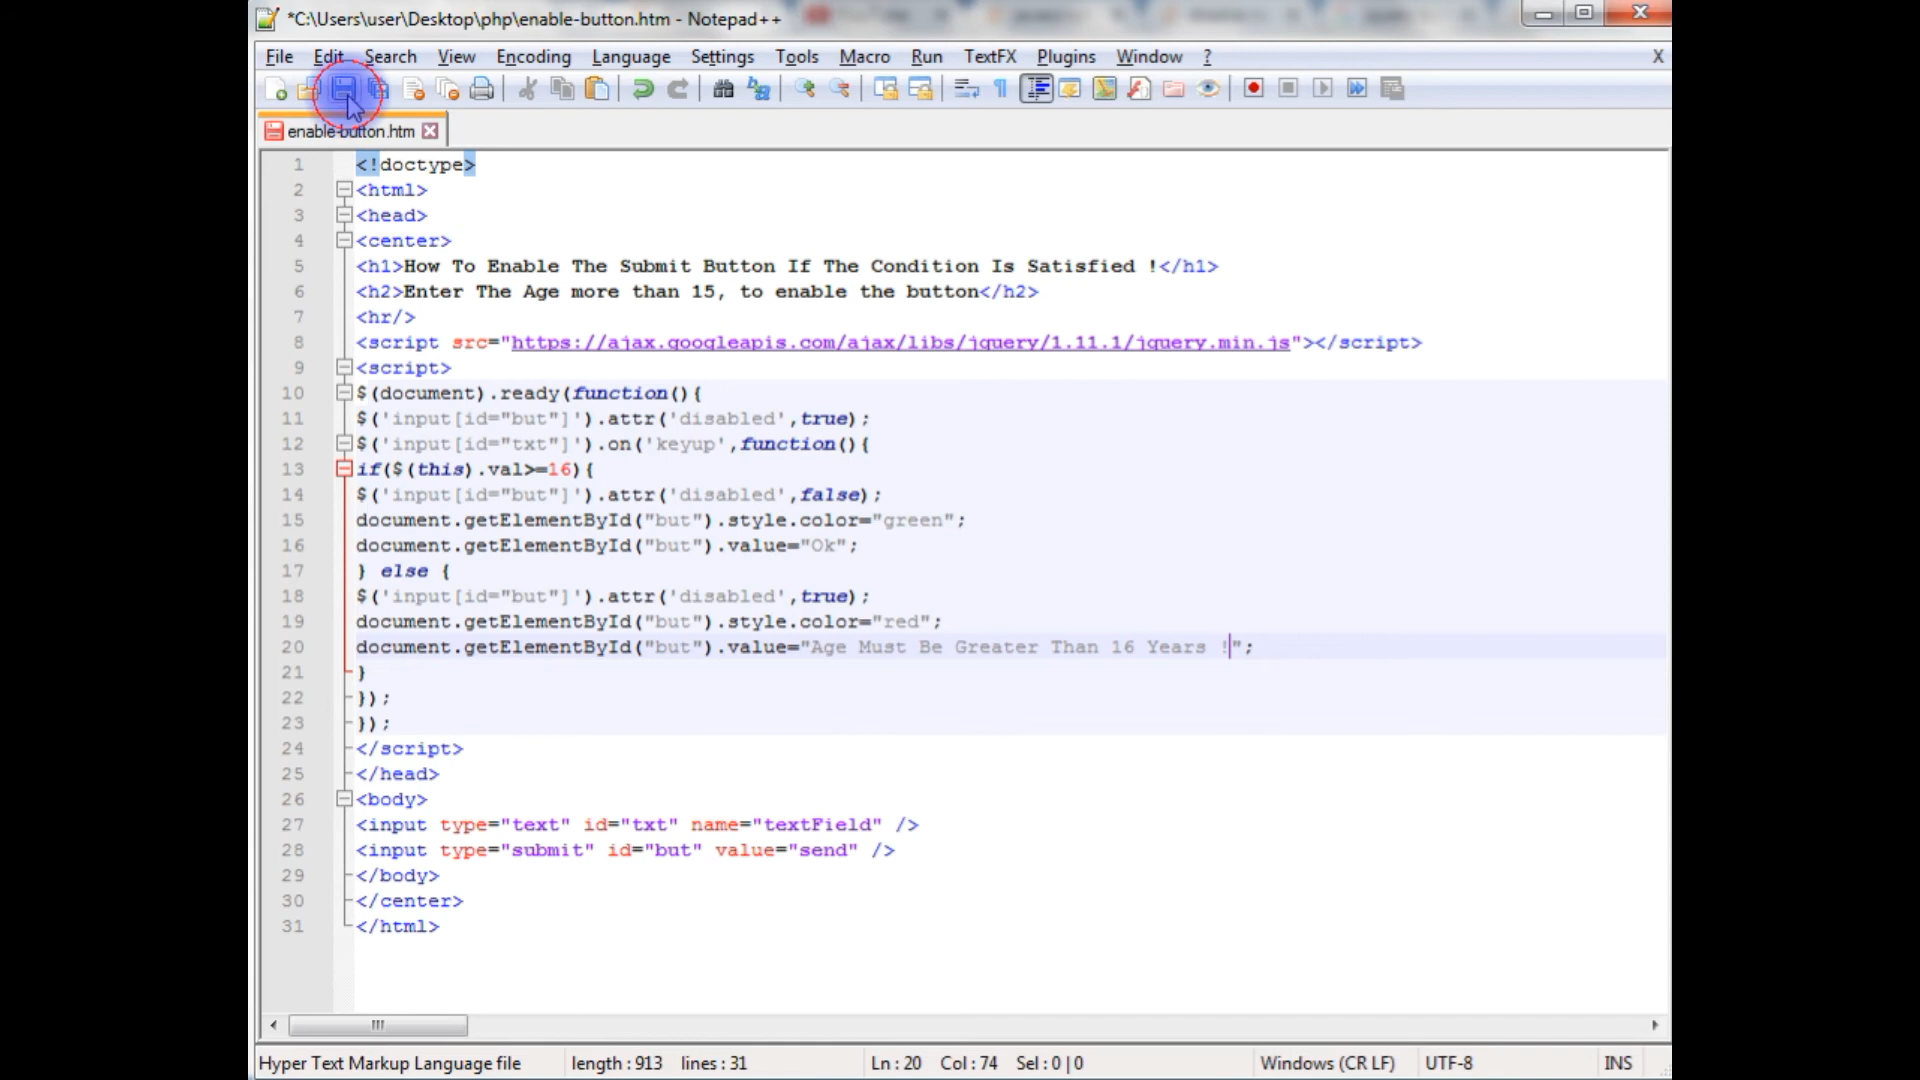 *C:\Users\user\Desktop\php\enable-button.htm - Notepad++
File Edit Search View Encoding Language Settings Tools Macro Run TextFX Plugins Window ? X
enable-button.htm
1 <!doctype>
2 <html>
3 <head>
4 <center>
5 <h1>How To Enable The Submit Button If The Condition Is Satisfied !</h1>
6 <h2>Enter The Age more than 15, to enable the button</h2>
7 <hr/>
8 <script src="https://ajax.googleapis.com/ajax/libs/jquery/1.11.1/jquery.min.js"></script>
9 <script>
10 $(document).ready(function(){
11 $('input[id="but"]').attr('disabled',true);
12 $('input[id="txt"]').on('keyup',function(){
13 if($(this).val>=16){
14 $('input[id="but"]').attr('disabled',false);
15 document.getElementById("but").style.color="green";
16 document.getElementById("but").value="Ok";
17 } else {
18 $('input[id="but"]').attr('disabled',true);
19 document.getElementById("but").style.color="red";
20 document.getElementById("but").value="Age Must Be Greater Than 16 Years !";
21 }
22 });
23 });
24 </script>
25 </head>
26 <body>
27 <input type="text" id="txt" name="textField" />
28 <input type="submit" id="but" value="send" />
29 </body>
30 </center>
31 </html>
Hyper Text Markup Language file length : 913 lines : 31 Ln : 20 Col : 74 Sel : 0 | 0 Windows (CR LF) UTF-8 INS